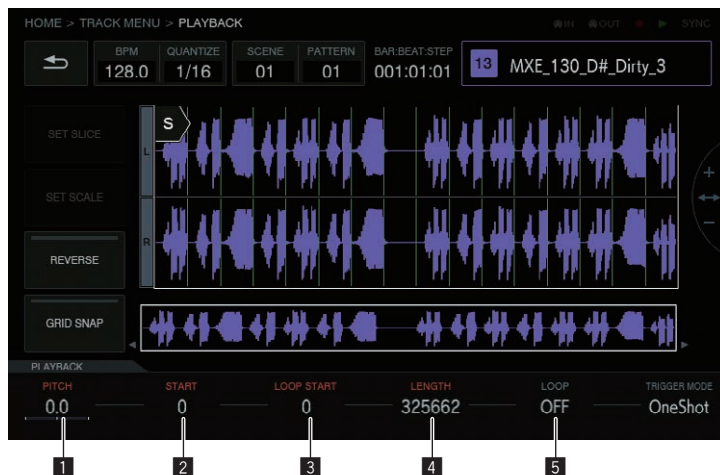 HOME > TRACK MENU > PLAYBACK
IN OUT SYNC
BPM QUANTIZE SCENE PATTERN BAR:BEAT:STEP
128.0 1/16 01 01 001:01:01 13 MXE_130_D#_Dirty_3
SET SLICE
S
L
SET SCALE
+
-
R
REVERSE
GRID SNAP
PLAYBACK
PITCH START LOOP START LENGTH LOOP TRIGGER MODE
0.0 0 0 325662 OFF OneShot
1 2 3 4 5